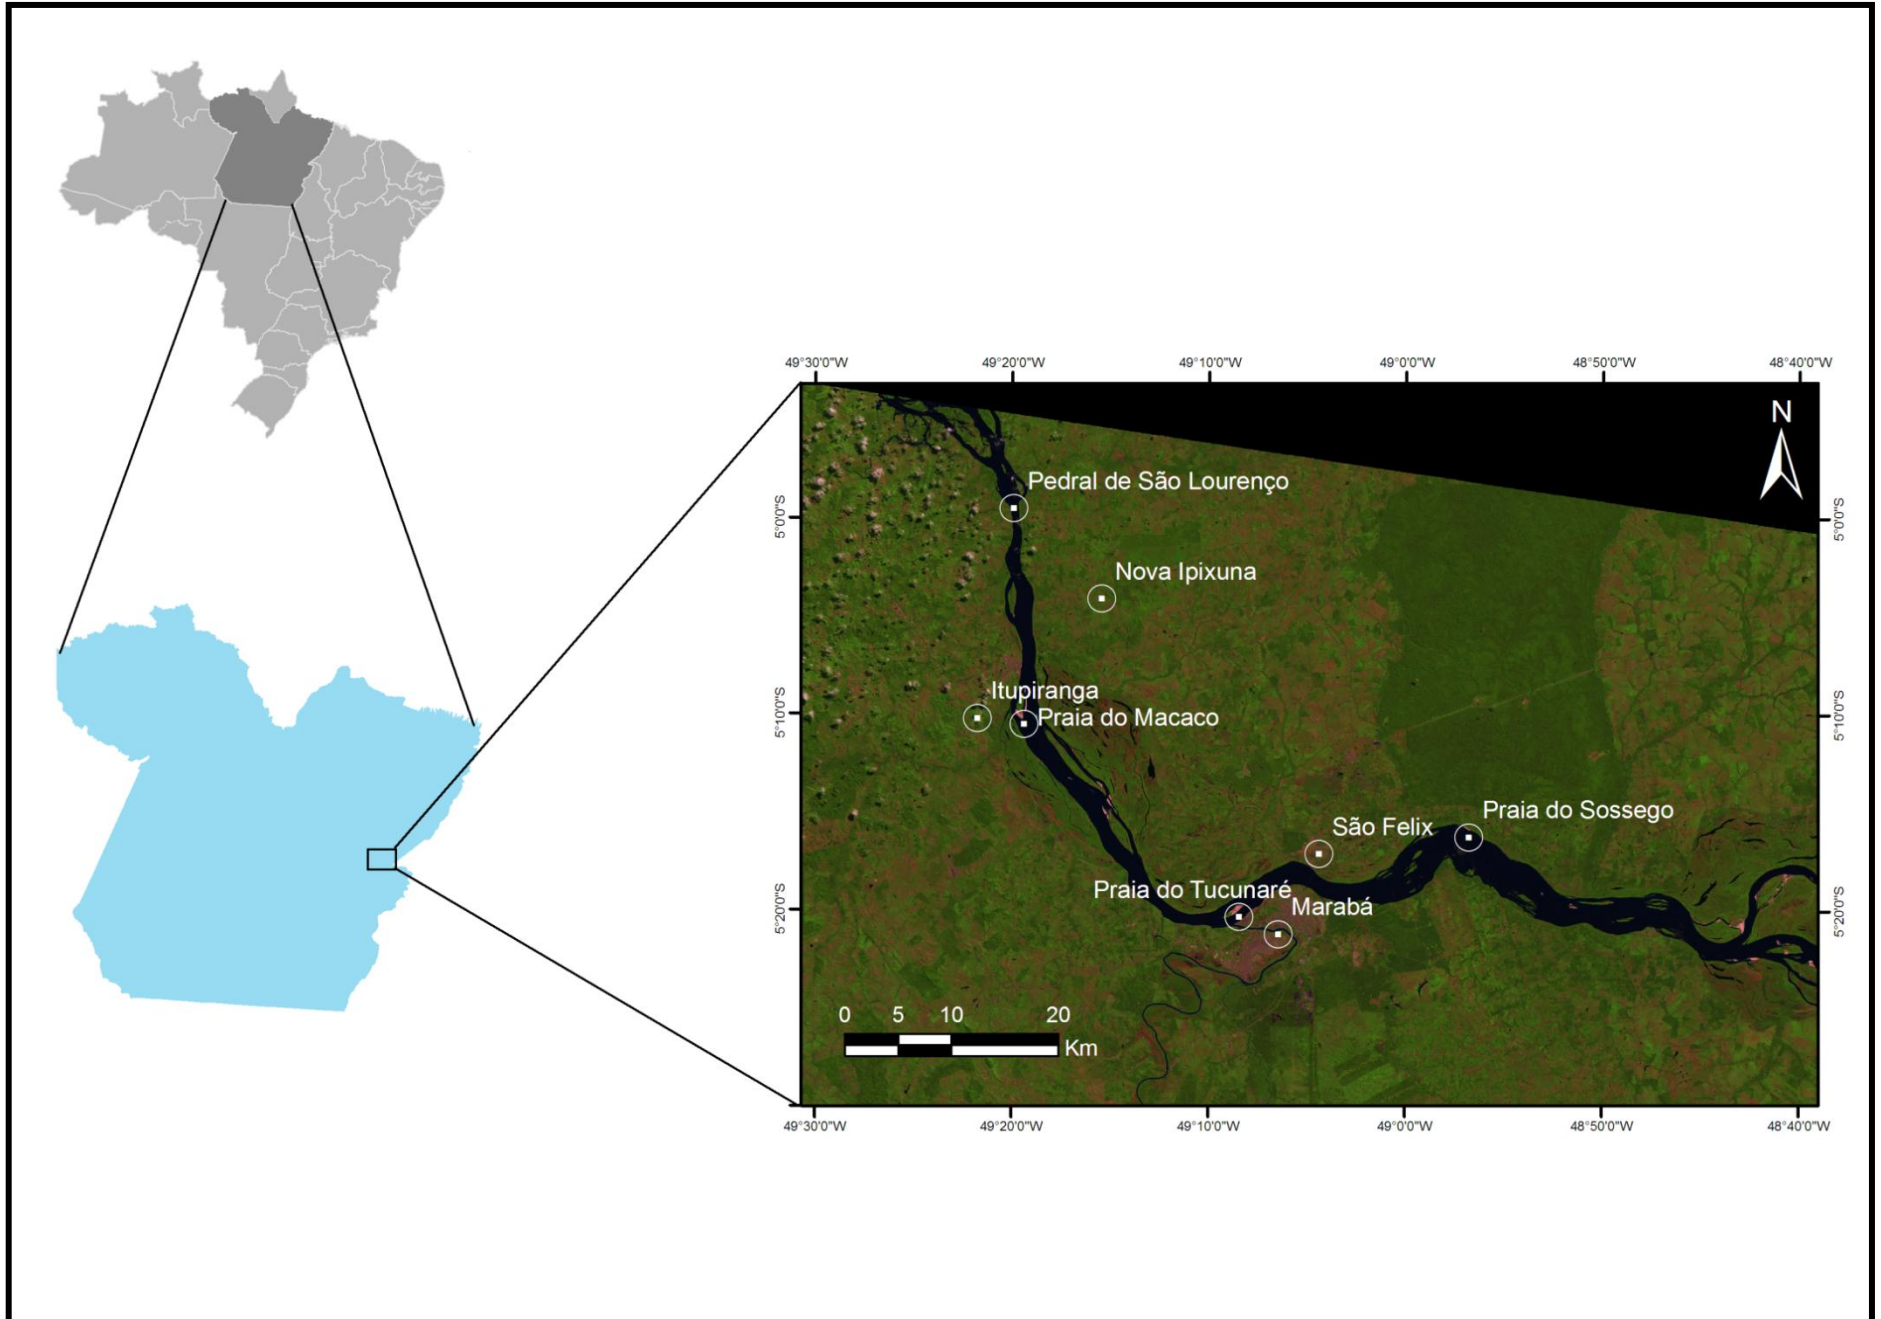 49°30'0"W 49°20'0"W 49°10'0"W 49°0'0"W 48°50'0"W 48°40'0"W
N
Pedral de São Lourenço
5°0'0"S
5°0'0"S
Nova Ipixuna
Itupiranga
Praia do Macaco
5°10'0"S
5°10'0"S
Praia do Sossego
São Felix
Praia do Tucunaré
Marabá
5°20'0"S
5°20'0"S
0 5 10 20
Km
49°30'0"W 49°20'0"W 49°10'0"W 49°0'0"W 48°50'0"W 48°40'0"W